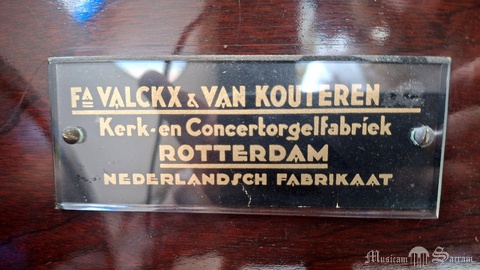 FA VALCKX & VAN KOUTEREN
Kerk-en Concertorgelfabriek
ROTTERDAM
NEDERLANDSCH FABRIKAAT
Musicam Sacram